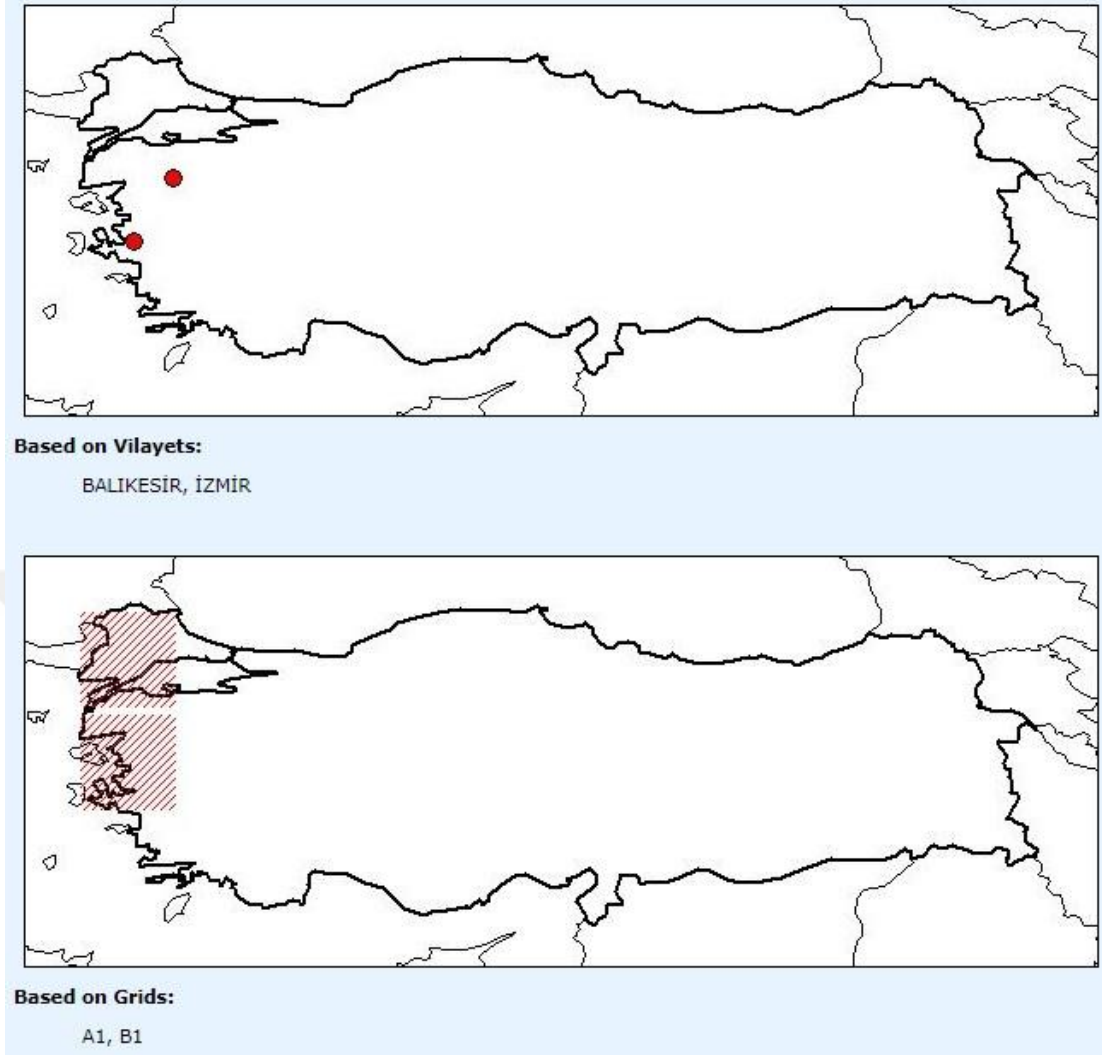 Based on Vilayets:
BALIKESİR, İZMİR
Based on Grids:
A1, B1